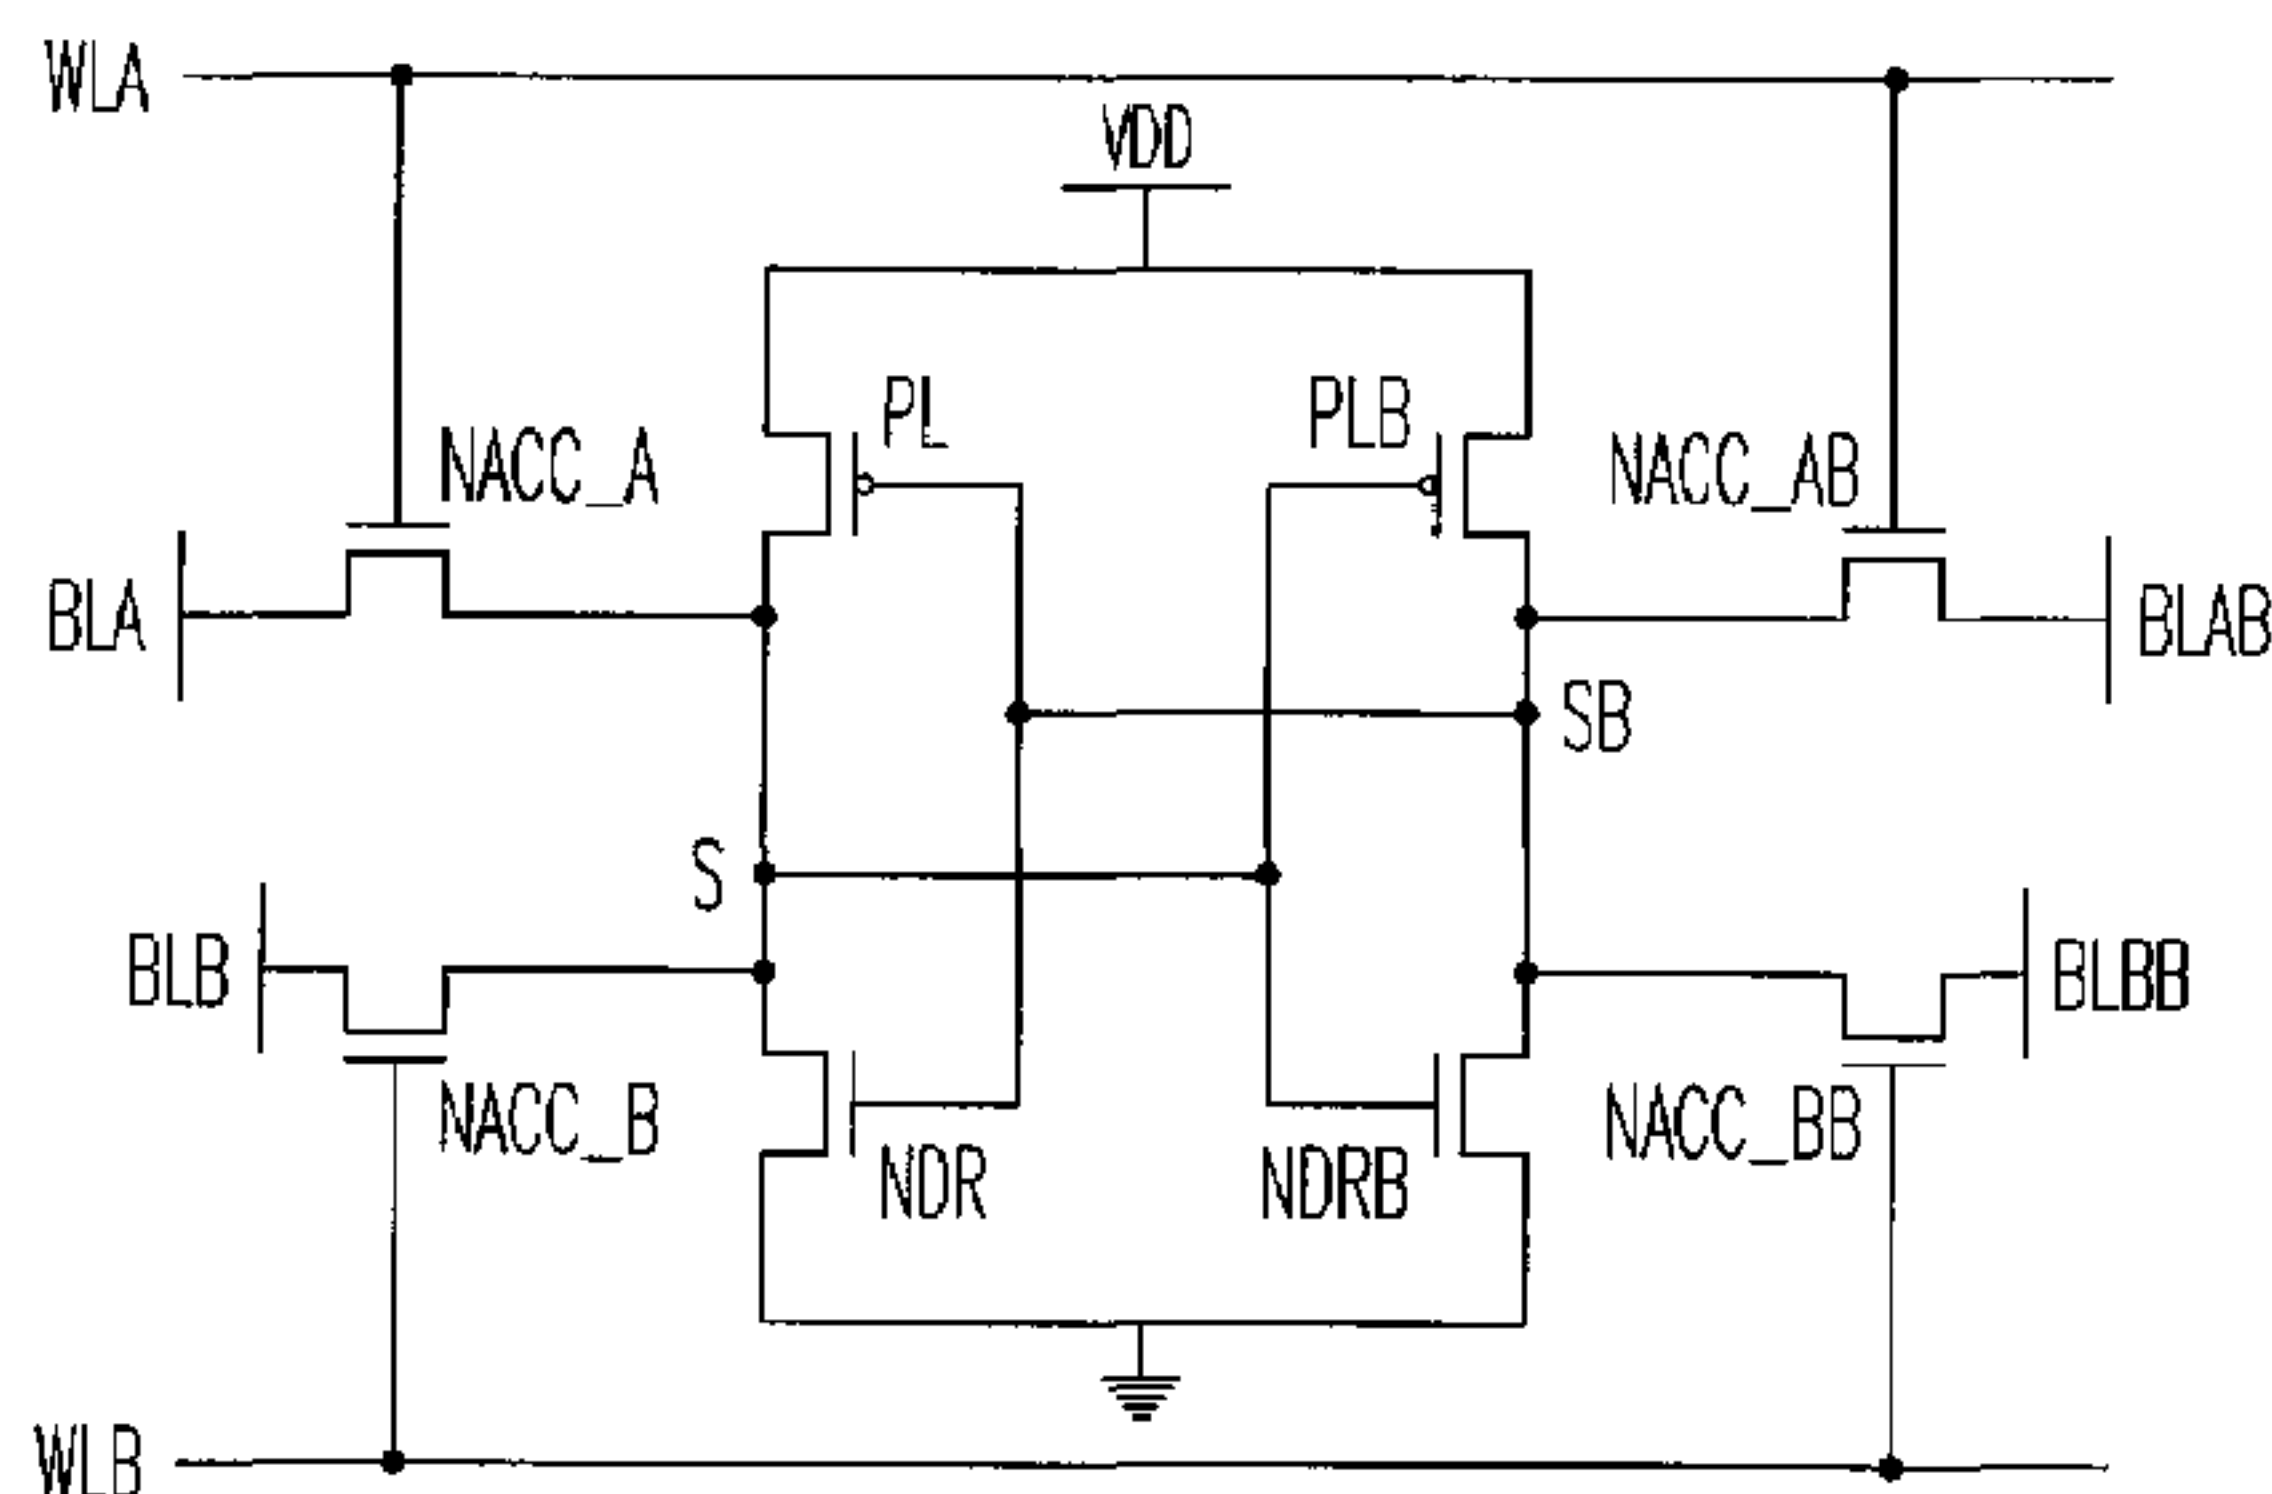 WLA
VDD
PL
PLB
NACC_A
NACC_AB
BLA
BLAB
SB
S
BLB
BLBB
NACC_B
NACC_BB
NDR
NDRB
WLB